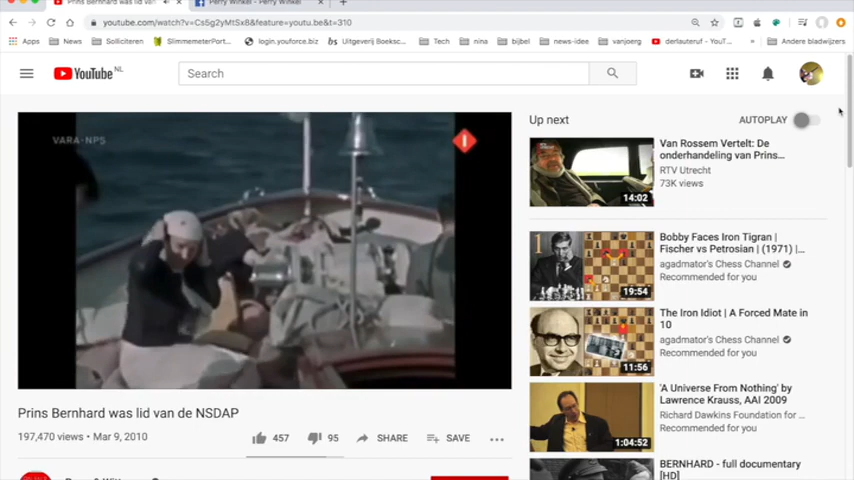 Prins Bernhard was lid van
Perry Winkel - Perry Winkel
youtube.com/watch?v=Cs5g2yMtSx8&feature=youtu.be&t=310
Apps
News
Solliciteren
SlimmemeterPortal
login.youforce.biz
bs Uitgeverij Boeksc...
Tech
nina
bijbel
news-idee
vanjoerg
derlauteruf - YouT...
»
Andere bladwijzers
YouTube NL
Search
VARA-NPS
Up next
AUTOPLAY
Van Rossem Vertelt: De
onderhandeling van Prins...
RTV Utrecht
73K views
14:02
1
Bobby Faces Iron Tigran |
Fischer vs Petrosian | (1971) |...
agadmator's Chess Channel
Recommended for you
19:54
The Iron Idiot | A Forced Mate in
10
agadmator's Chess Channel
Recommended for you
11:56
'A Universe From Nothing' by
Lawrence Krauss, AAI 2009
Richard Dawkins Foundation for ...
Recommended for you
1:04:52
BERNHARD - full documentary
[HD]
Prins Bernhard was lid van de NSDAP
197,470 views • Mar 9, 2010
457
95
SHARE
SAVE